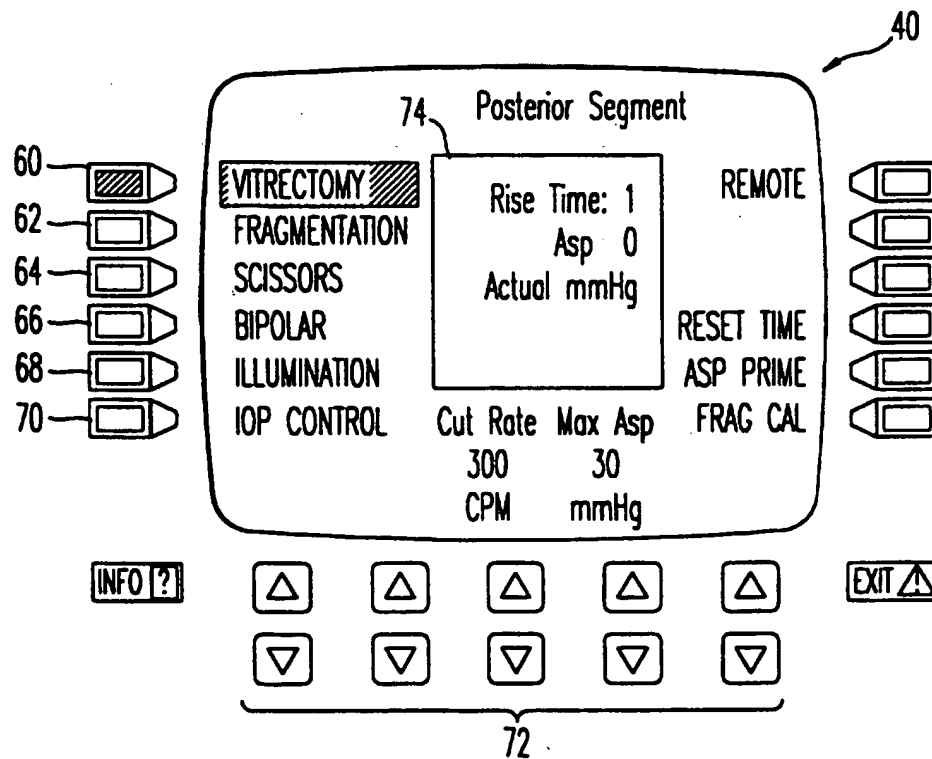 40
Posterior Segment
74
60
VITRECTOMY
Rise Time: 1
REMOTE
62
FRAGMENTATION
Asp 0
64
SCISSORS
Actual mmHg
66
BIPOLAR
RESET TIME
68
ILLUMINATION
ASP PRIME
70
IOP CONTROL
Cut Rate Max Asp
FRAG CAL
300 30
CPM mmHg
INFO ?
EXIT !
72